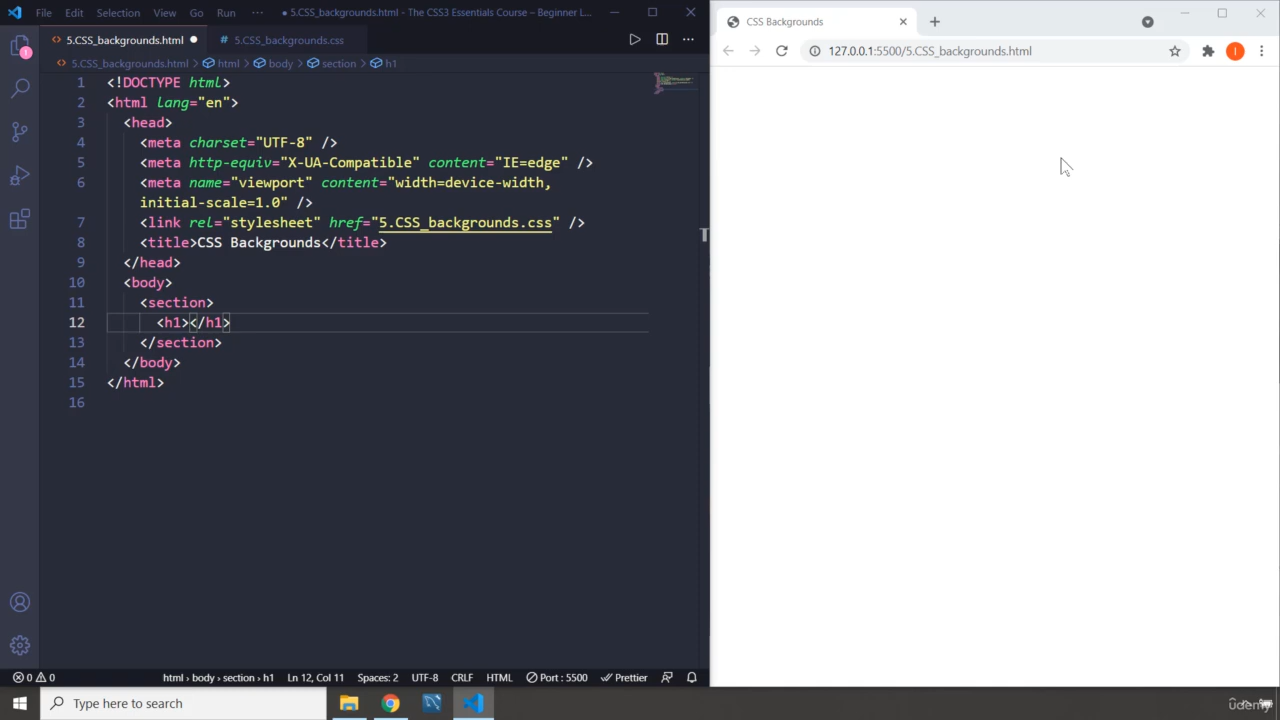 File Edit Selection View Go Run ··· ● 5.CSS_backgrounds.html - The CSS3 Essentials Course – Beginner L...
5.CSS_backgrounds.html ● # 5.CSS_backgrounds.css
5.CSS_backgrounds.html > html > body > section > h1
1 <!DOCTYPE html>
2 <html lang="en">
3 <head>
4 <meta charset="UTF-8" />
5 <meta http-equiv="X-UA-Compatible" content="IE=edge" />
6 <meta name="viewport" content="width=device-width,
initial-scale=1.0" />
7 <link rel="stylesheet" href="5.CSS_backgrounds.css" />
8 <title>CSS Backgrounds</title>
9 </head>
10 <body>
11 <section>
12 <h1></h1>
13 </section>
14 </body>
15 </html>
16
1
0 0 html > body > section > h1 Ln 12, Col 11 Spaces: 2 UTF-8 CRLF HTML Port : 5500 Prettier
CSS Backgrounds
127.0.0.1:5500/5.CSS_backgrounds.html
I
T
Type here to search
udemy